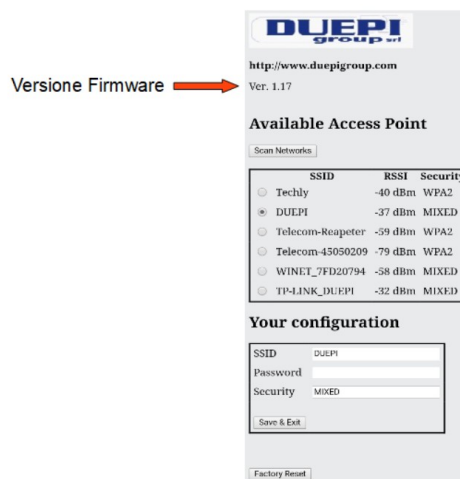 DUEPI
group srl
http://www.duepigroup.com
Versione Firmware
Ver. 1.17
Available Access Point
Scan Networks
SSID RSSI Security
Techly -40 dBm WPA2
DUEPI -37 dBm MIXED
Telecom-Reapeter -59 dBm WPA2
Telecom-45050209 -79 dBm WPA2
WINET_7FD20794 -58 dBm MIXED
TP-LINK_DUEPI -32 dBm MIXED
Your configuration
SSID DUEPI
Password
Security MIXED
Save & Exit
Factory Reset